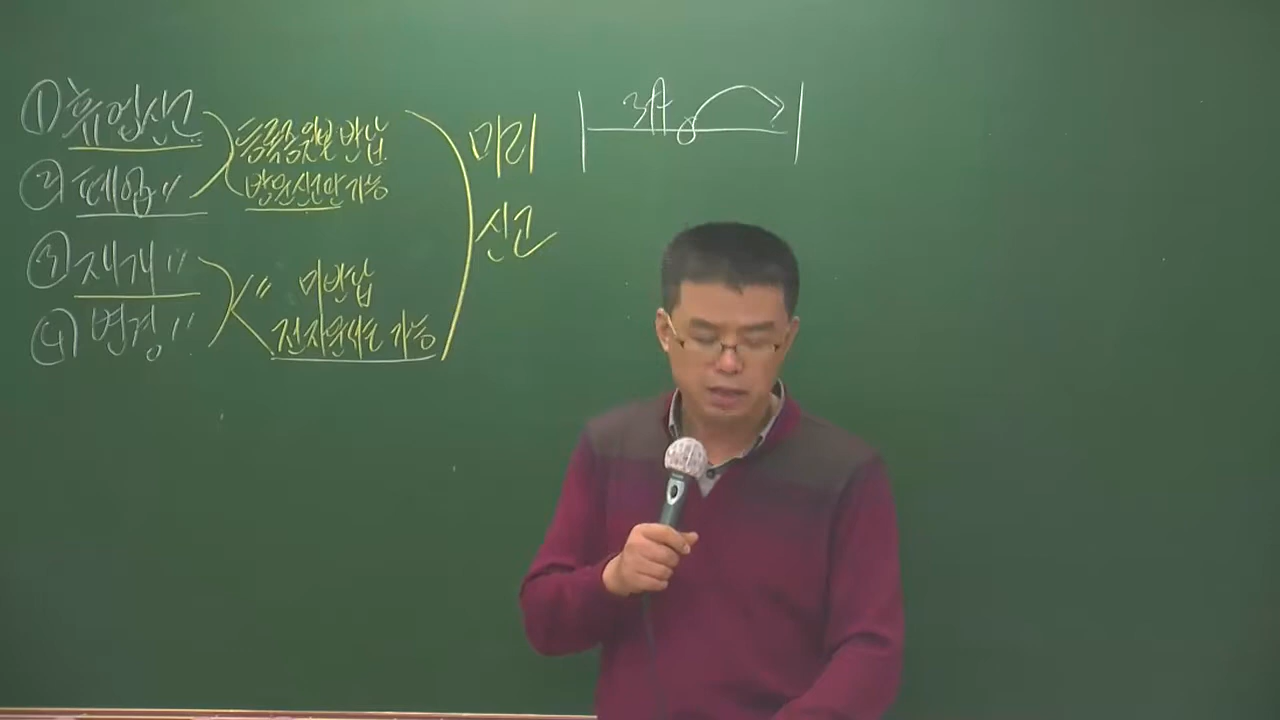 ① 휴업신고
② 폐업 〃
③ 재개 〃
④ 변경 〃
등록증 원본 반납
방문신고만 가능
〃 미반납
전자문서도 가능
미리
신고
3月